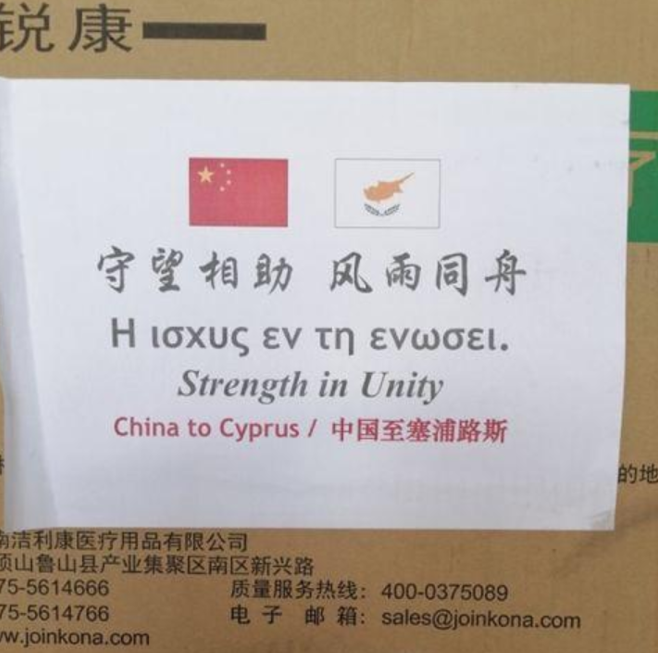 锐康
守望相助 风雨同舟
Η ισχυς εν τη ενωσει.
Strength in Unity
China to Cyprus / 中国至塞浦路斯
的地
南洁利康医疗用品有限公司
顶山鲁山县产业集聚区南区新兴路
75-5614666 质量服务热线：400-0375089
75-5614766 电子邮箱：sales@joinkona.com
ww.joinkona.com